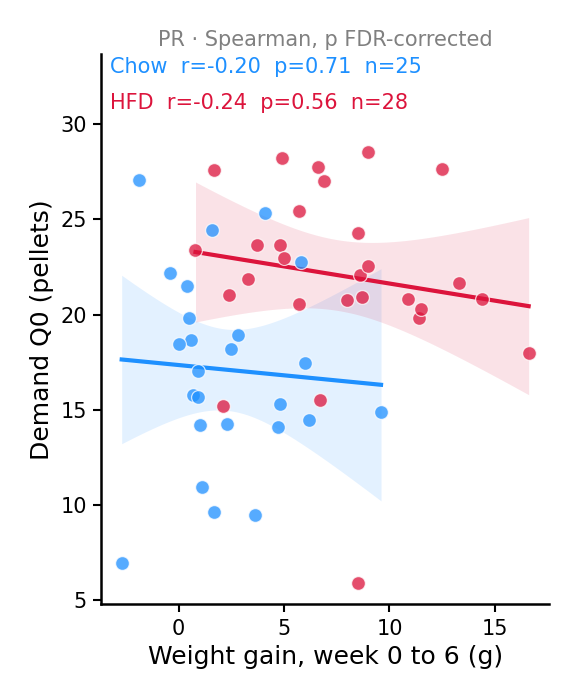 PR · Spearman, p FDR-corrected
Chow  r=-0.20  p=0.71  n=25
HFD  r=-0.24  p=0.56  n=28
30
25
20
15
10
5
Demand Q0 (pellets)
0 5 10 15
Weight gain, week 0 to 6 (g)